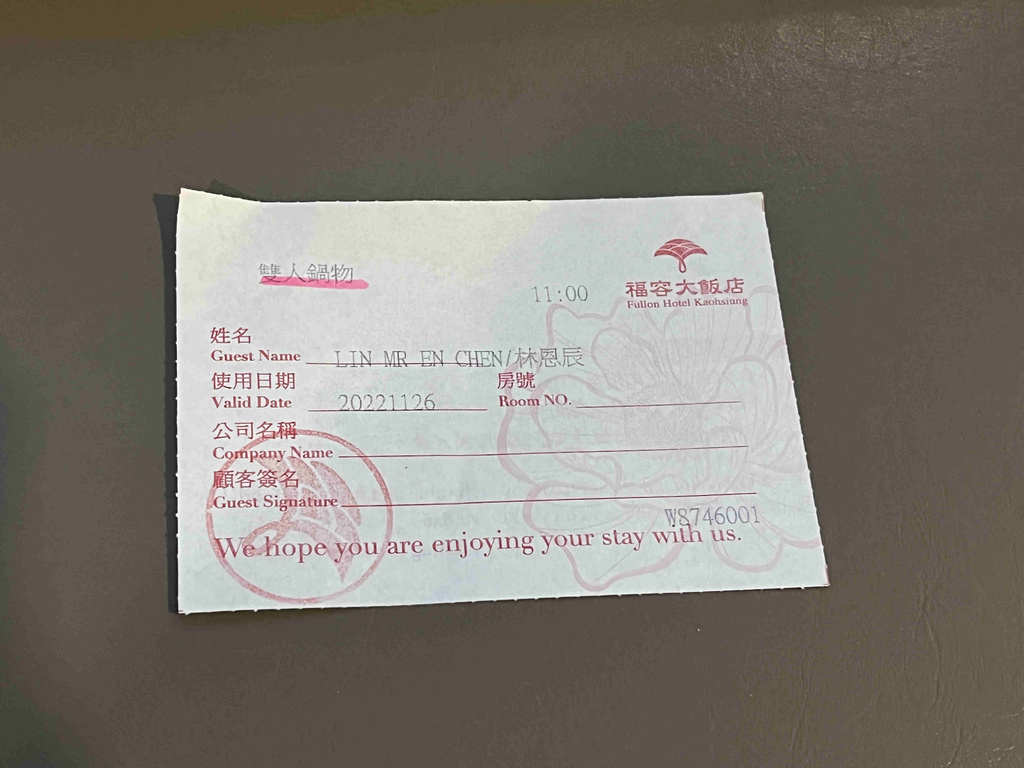 雙人鍋物
11:00
福容大飯店
Fullon Hotel Kaohsiung
姓名
Guest Name LIN MR EN CHEN/林恩辰
使用日期 房號
Valid Date 20221126 Room NO.
公司名稱
Company Name
顧客簽名
Guest Signature
WS746001
We hope you are enjoying your stay with us.